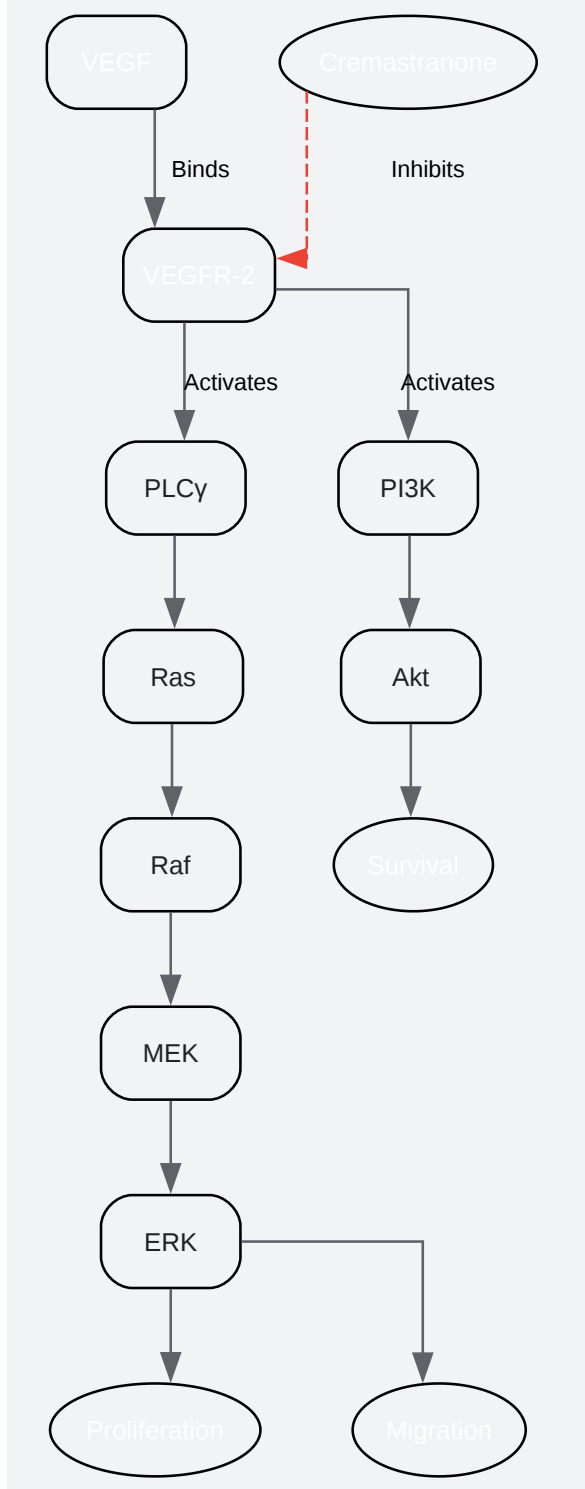 VEGF
Cremastranone
Binds
Inhibits
VEGFR-2
Activates
Activates
PLCγ
PI3K
Ras
Akt
Raf
Survival
MEK
ERK
Proliferation
Migration